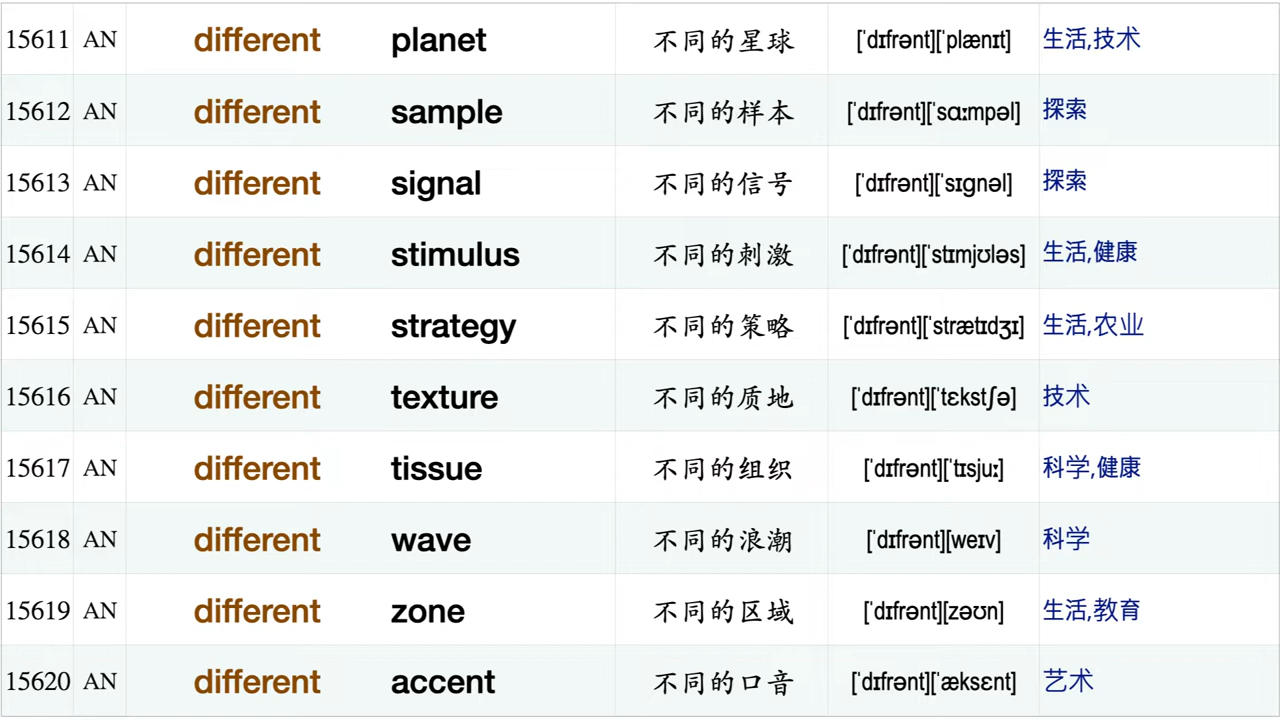 15611 AN different planet 不同的星球 [ˈdɪfrənt][ˈplænɪt] 生活,技术
15612 AN different sample 不同的样本 [ˈdɪfrənt][ˈsɑːmpəl] 探索
15613 AN different signal 不同的信号 [ˈdɪfrənt][ˈsɪgnəl] 探索
15614 AN different stimulus 不同的刺激 [ˈdɪfrənt][ˈstɪmjʊləs] 生活,健康
15615 AN different strategy 不同的策略 [ˈdɪfrənt][ˈstrætɪdʒɪ] 生活,农业
15616 AN different texture 不同的质地 [ˈdɪfrənt][ˈtɛkstʃə] 技术
15617 AN different tissue 不同的组织 [ˈdɪfrənt][ˈtɪsjuː] 科学,健康
15618 AN different wave 不同的浪潮 [ˈdɪfrənt][weɪv] 科学
15619 AN different zone 不同的区域 [ˈdɪfrənt][zəʊn] 生活,教育
15620 AN different accent 不同的口音 [ˈdɪfrənt][ˈæksɛnt] 艺术